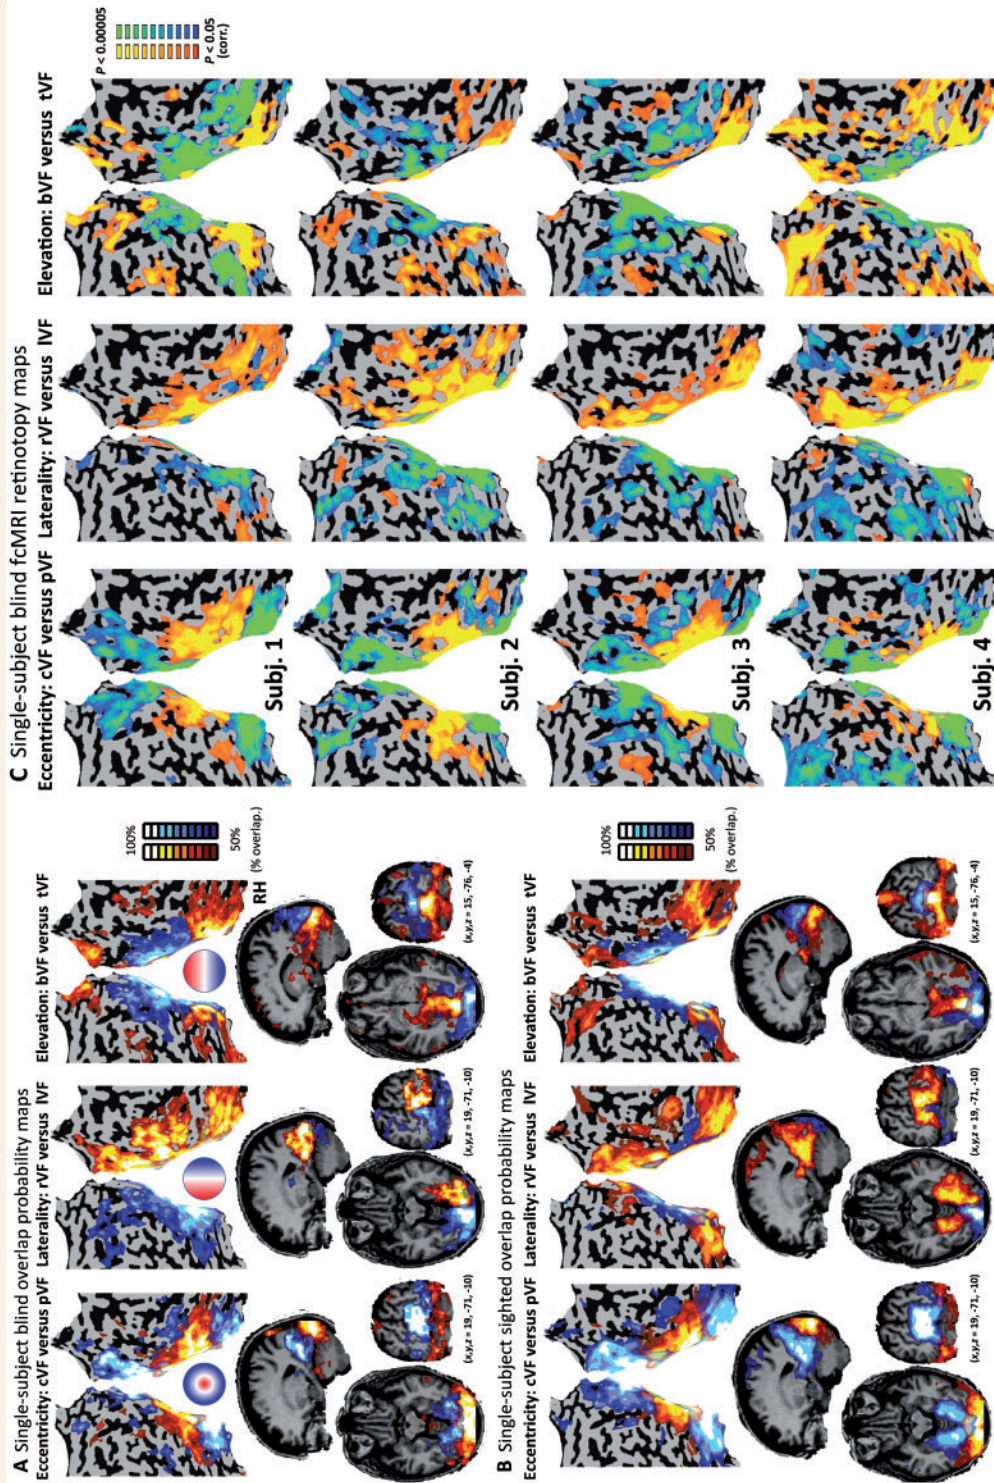 A Single-subject blind overlap probability maps
Eccentricity: cVF versus pVF
Laterality: rVF versus lVF
Elevation: bVF versus tVF
100%
50%
(% overlap.)
RH
(x,y,z = 19, -71, -10)
(x,y,z = 19, -71, -10)
(x,y,z = 15, -76, -4)
B Single-subject sighted overlap probability maps
Eccentricity: cVF versus pVF
Laterality: rVF versus lVF
Elevation: bVF versus tVF
100%
50%
(% overlap.)
(x,y,z = 19, -71, -10)
(x,y,z = 19, -71, -10)
(x,y,z = 15, -76, -4)
C Single-subject blind fcMRI retinotopy maps
Eccentricity: cVF versus pVF
Laterality: rVF versus lVF
Elevation: bVF versus tVF
P < 0.00005
P < 0.05
(corr.)
Subj. 1
Subj. 2
Subj. 3
Subj. 4